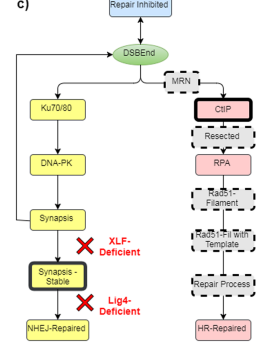 c)
Repair Inhibited
DSBEnd
MRN
Ku70/80
CtIP
Resected
DNA-PK
RPA
Rad51-
Filament
Synapsis
XLF-
Deficient
Rad51-Fil with
Template
Synapsis -
Stable
Repair Process
Lig4-
Deficient
NHEJ-Repaired
HR-Repaired